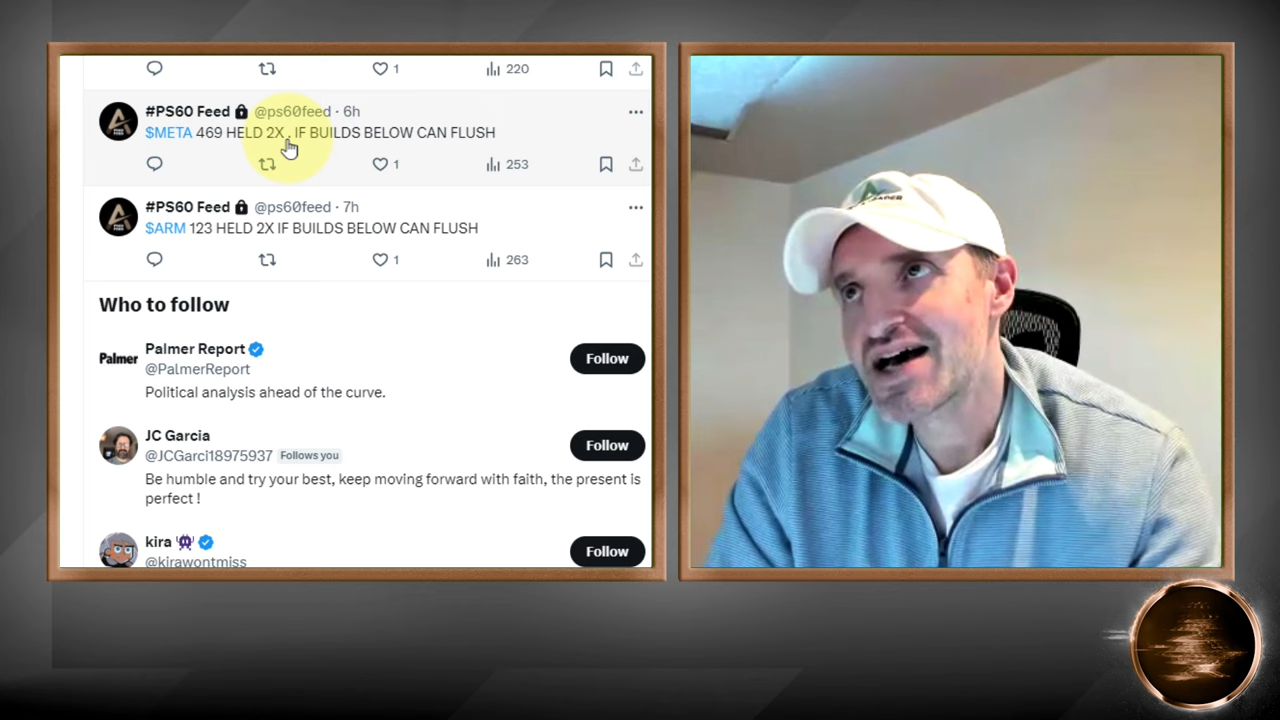 1 220
#PS60 Feed @ps60feed · 6h
$META 469 HELD 2X . IF BUILDS BELOW CAN FLUSH
1 253
#PS60 Feed @ps60feed · 7h
$ARM 123 HELD 2X IF BUILDS BELOW CAN FLUSH
1 263
Who to follow
Palmer
Palmer Report
@PalmerReport
Political analysis ahead of the curve.
Follow
JC Garcia
@JCGarci18975937 Follows you
Be humble and try your best, keep moving forward with faith, the present is
perfect !
Follow
kira
@kirawontmiss
Follow